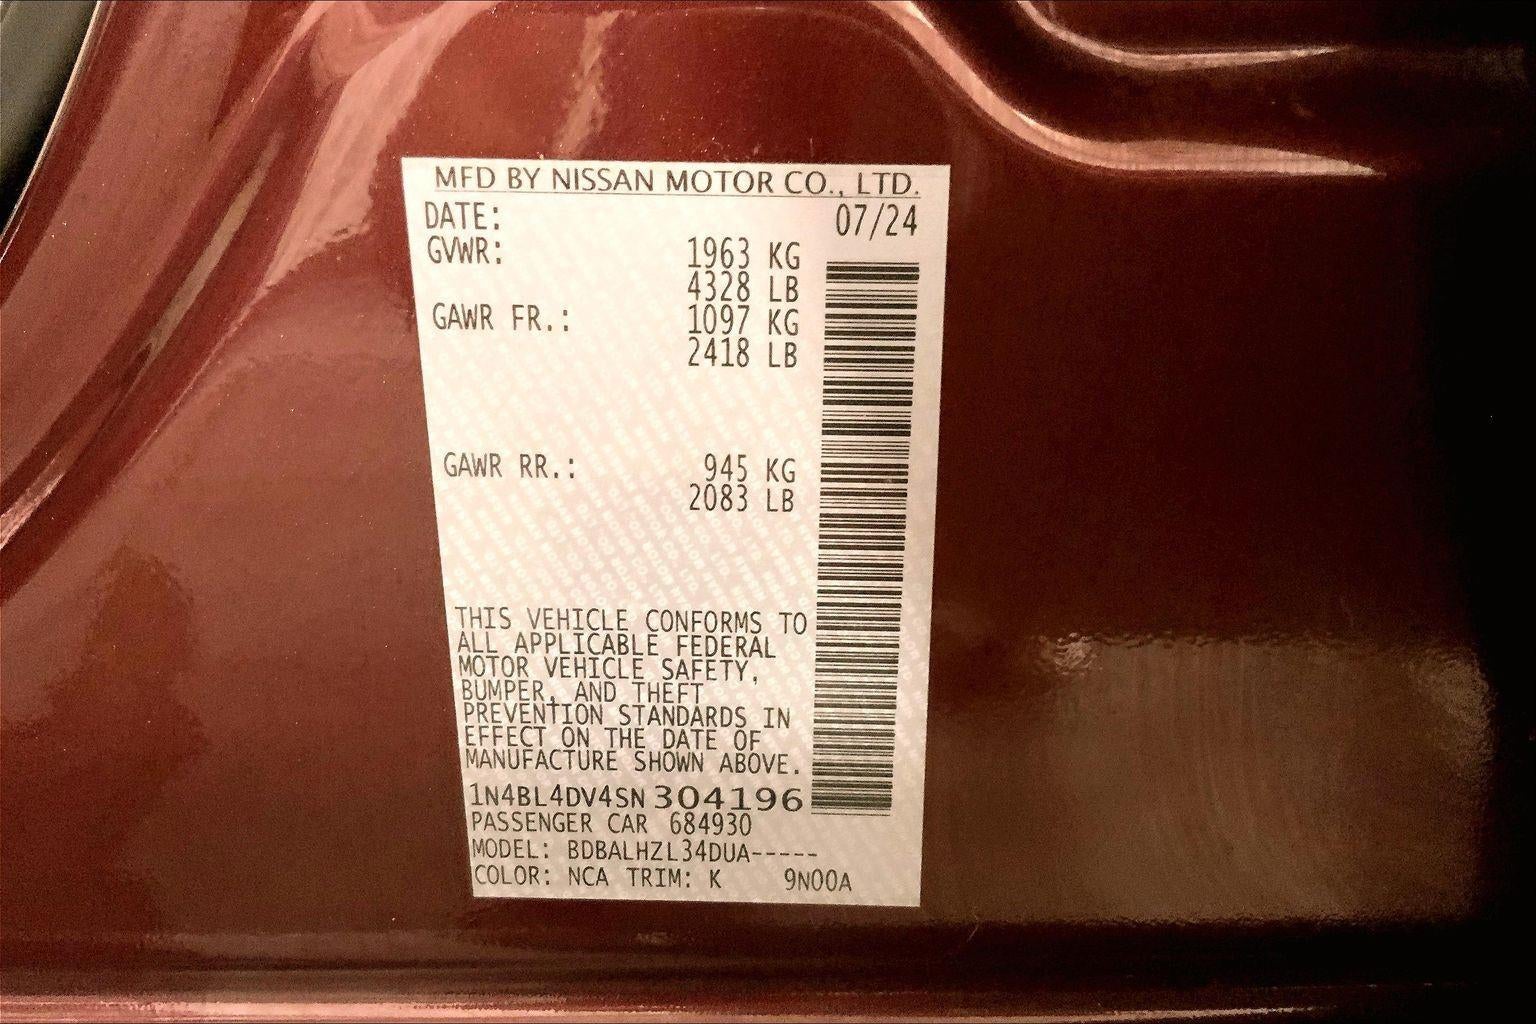 MFD BY NISSAN MOTOR CO., LTD.
DATE: 07/24
GVWR: 1963 KG
4328 LB
GAWR FR.: 1097 KG
2418 LB
GAWR RR.: 945 KG
2083 LB
THIS VEHICLE CONFORMS TO
ALL APPLICABLE FEDERAL
MOTOR VEHICLE SAFETY,
BUMPER, AND THEFT
PREVENTION STANDARDS IN
EFFECT ON THE DATE OF
MANUFACTURE SHOWN ABOVE.
1N4BL4DV4SN304196
PASSENGER CAR 684930
MODEL: BDBALHZL34DUA-----
COLOR: NCA TRIM: K 9N00A